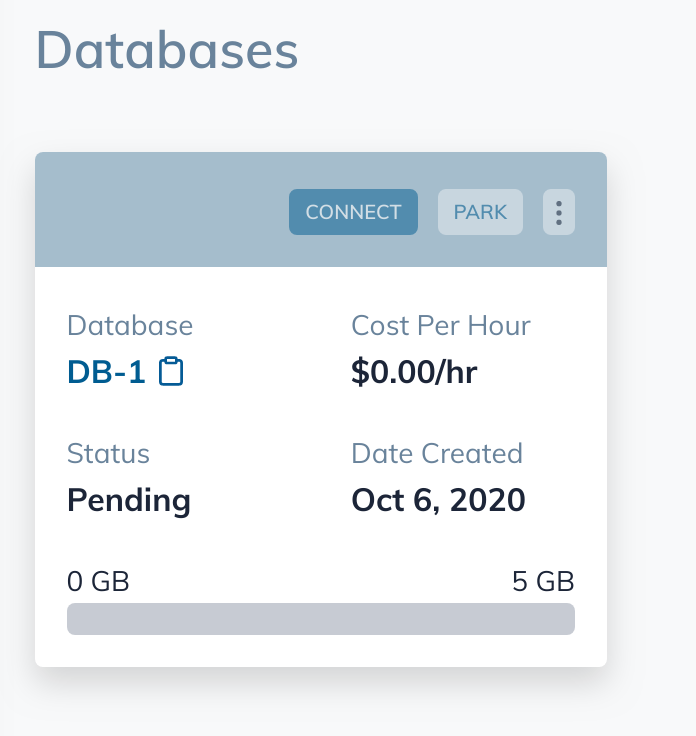 Databases
CONNECT PARK
Database Cost Per Hour
DB-1 $0.00/hr
Status Date Created
Pending Oct 6, 2020
0 GB 5 GB